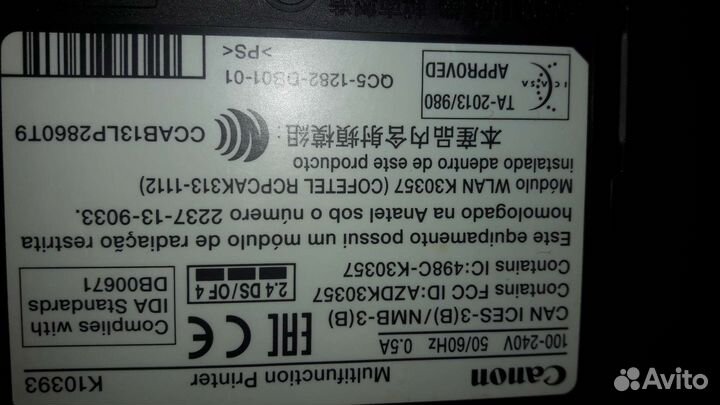 Canon
Multifunction Printer K10393
100-240V 50/60Hz 0.5A
CAN ICES-3(B) / NMB-3(B)
Contains FCC ID:AZDK30357
Contains IC:498C-K30357
CE
EAC
2.4 DS/OF 4
Complies with
IDA Standards
DB00671
Este equipamento possui um módulo de radiação restrita
homologado na Anatel sob o número 2237-13-9033.
Módulo WLAN K30357 (COFETEL RCPCAK313-1112)
instalado adentro de este producto
本產品內含射頻模組:
CCAB13LP2860T9
ICASA
TA-2013/980
APPROVED
QC5-1282-DB01-01
>PS<
Avito